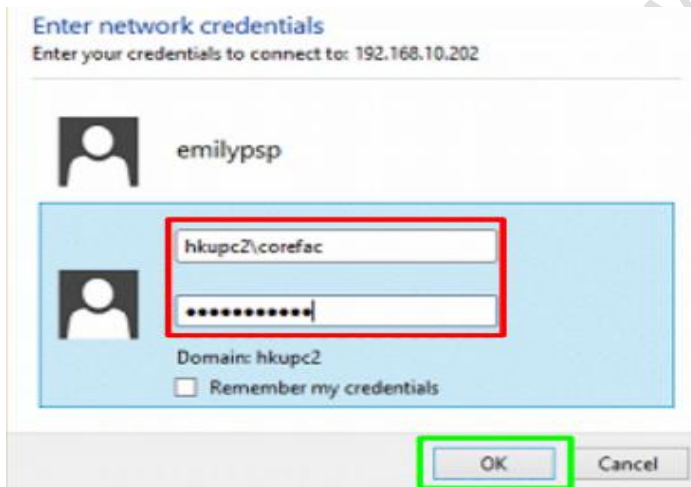 Enter network credentials
Enter your credentials to connect to: 192.168.10.202
emilypsp
hkupc2\corefac
●●●●●●●●●●●
Domain: hkupc2
Remember my credentials
OK
Cancel